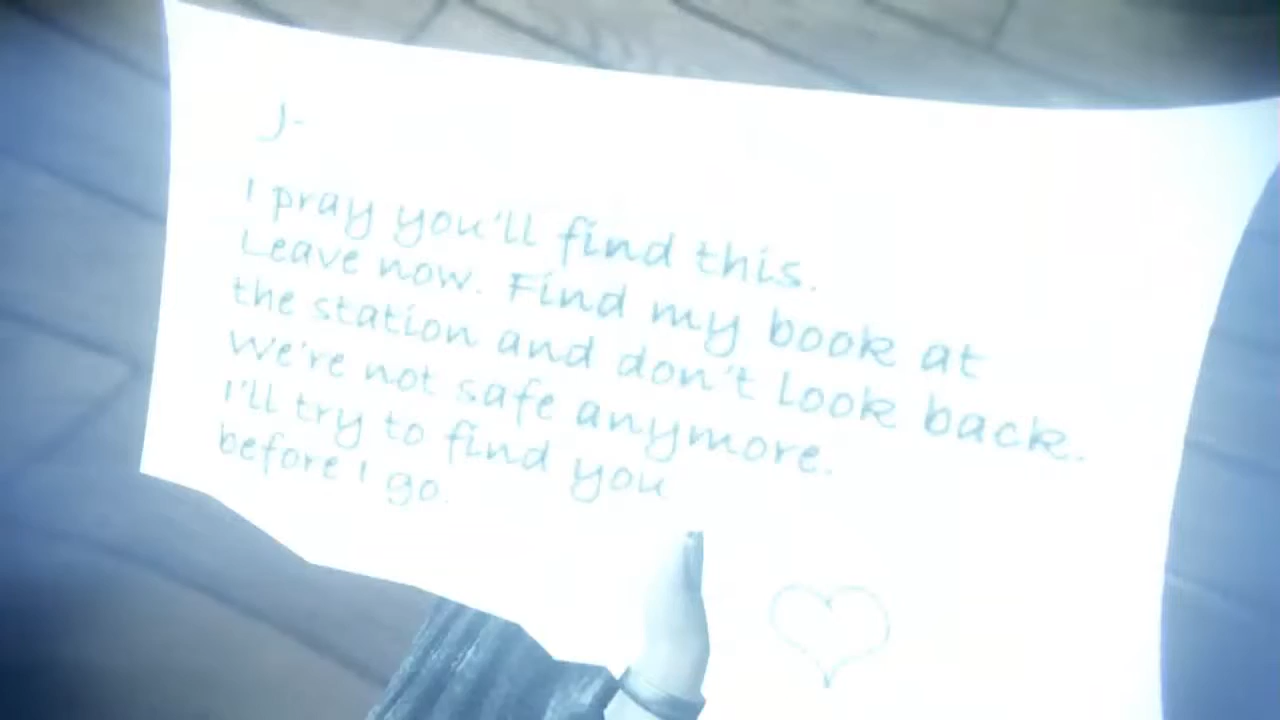 J-
I pray you'll find this.
Leave now. Find my book at
the station and don't look back.
We're not safe anymore.
I'll try to find you
before I go.